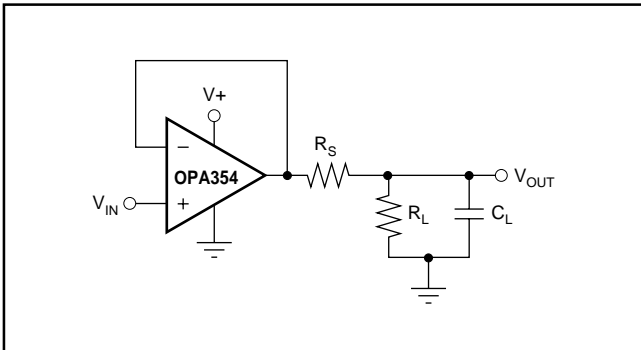 V+
−
OPA354
V_IN
+
R_S
R_L
C_L
V_OUT